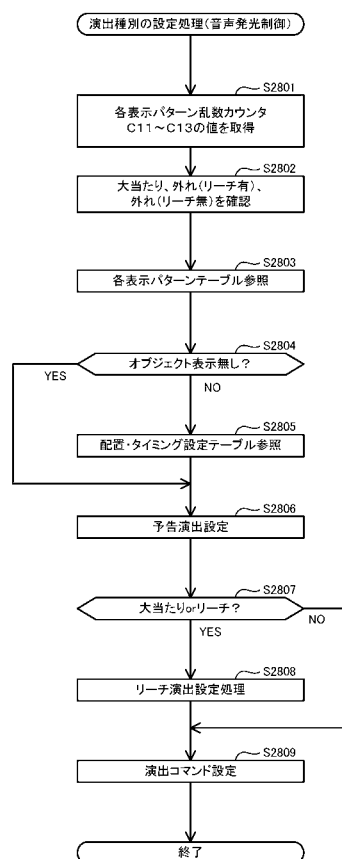 演出種別の設定処理(音声発光制御)
S2801
各表示パターン乱数カウンタ
C11～C13の値を取得
S2802
大当たり、外れ(リーチ有)、
外れ(リーチ無)を確認
S2803
各表示パターンテーブル参照
S2804
オブジェクト表示無し?
YES
NO
S2805
配置・タイミング設定テーブル参照
S2806
予告演出設定
S2807
大当たりorリーチ?
NO
YES
S2808
リーチ演出設定処理
S2809
演出コマンド設定
終了